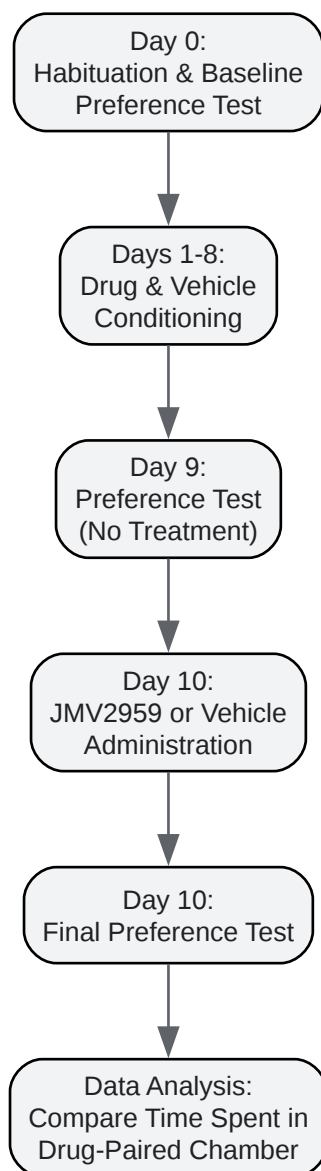 Day 0:
Habituation & Baseline
Preference Test
Days 1-8:
Drug & Vehicle
Conditioning
Day 9:
Preference Test
(No Treatment)
Day 10:
JMV2959 or Vehicle
Administration
Day 10:
Final Preference Test
Data Analysis:
Compare Time Spent in
Drug-Paired Chamber